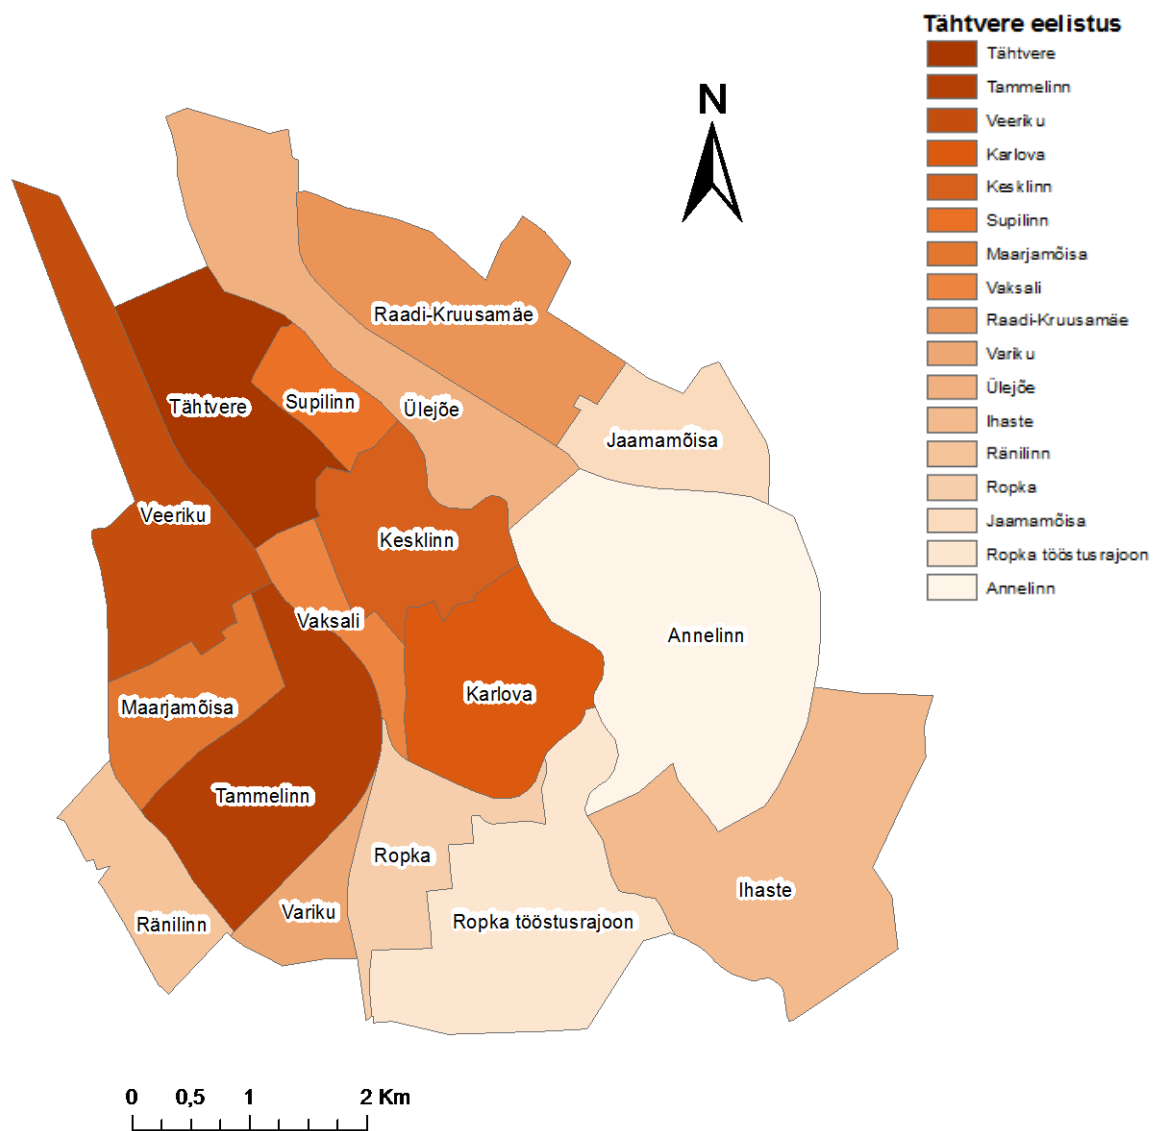 Tähtvere eelistus
Tähtvere
Tammelinn
Veeriku
Karlova
Kesklinn
Supilinn
Maarjamõisa
Vaksali
Raadi-Kruusamäe
Variku
Ülejõe
Ihaste
Ränilinn
Ropka
Jaamamõisa
Ropka tööstusrajoon
Annelinn
N
Raadi-Kruusamäe
Supilinn
Tähtvere
Ülejõe
Jaamamõisa
Veeriku
Kesklinn
Vaksali
Annelinn
Karlova
Maarjamõisa
Tammelinn
Ropka
Ihaste
Variku
Ränilinn
Ropka tööstusrajoon
0 0,5 1 2 Km